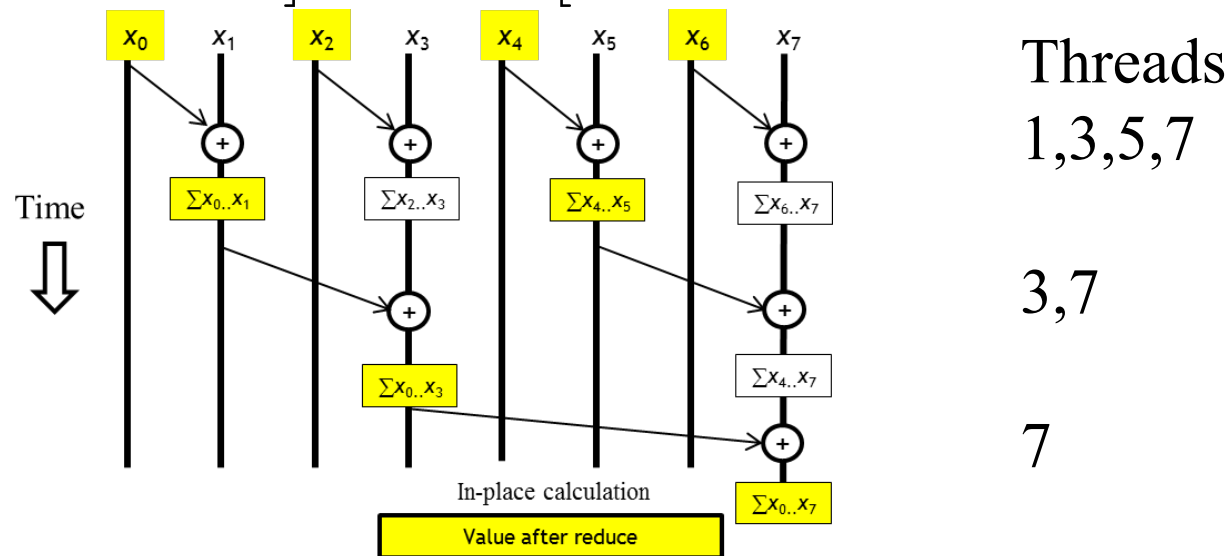 x₀ x₁ x₂ x₃ x₄ x₅ x₆ x₇
Threads
+ + + +
1,3,5,7
∑x₀..x₁ ∑x₂..x₃ ∑x₄..x₅ ∑x₆..x₇
Time
+ +
3,7
∑x₀..x₃ ∑x₄..x₇
+
7
In-place calculation
∑x₀..x₇
Value after reduce